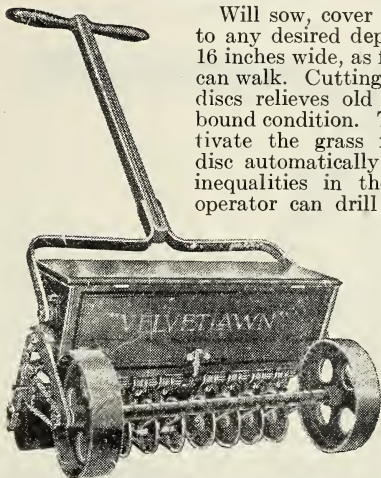 Will sow, cover
to any desired dep
16 inches wide, as f
can walk. Cutting
discs relieves old
bound condition. T
tivate the grass
disc automatically
inequalities in the
operator can drill
"VELVETLAWN"